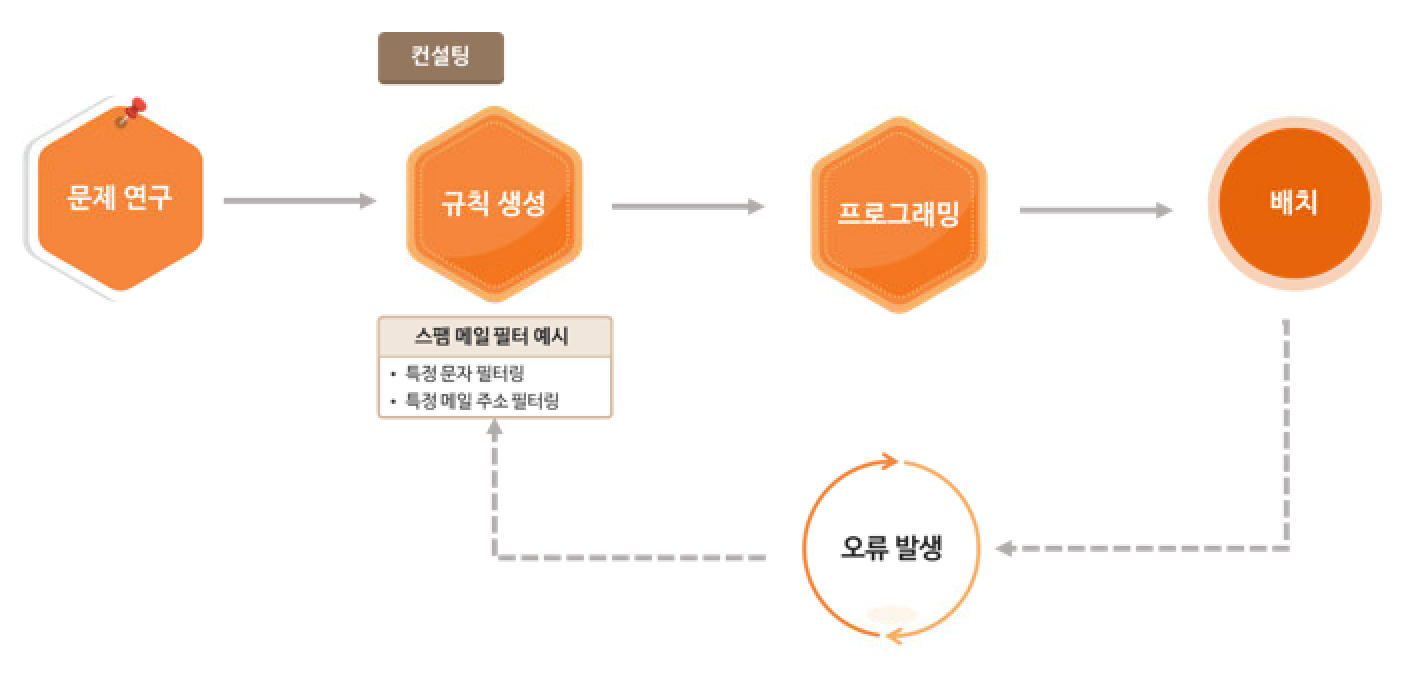 컨설팅
문제 연구
규칙 생성
프로그래밍
배치
스팸 메일 필터 예시
• 특정 문자 필터링
• 특정 메일 주소 필터링
오류 발생